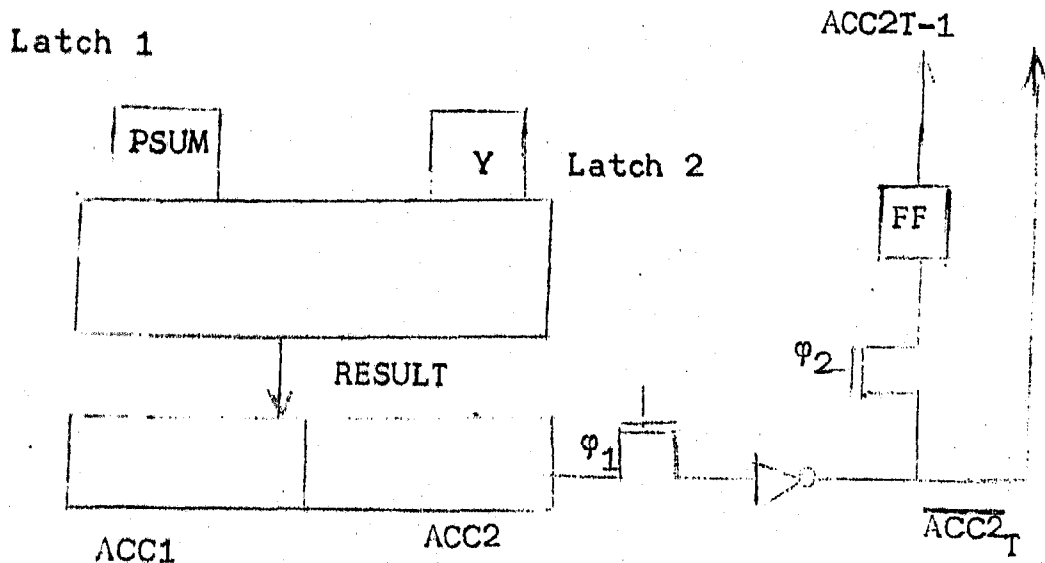 ACC2T-1
Latch 1
PSUM
Y
Latch 2
FF
φ2
RESULT
φ1
ACC1
ACC2
ACC2T